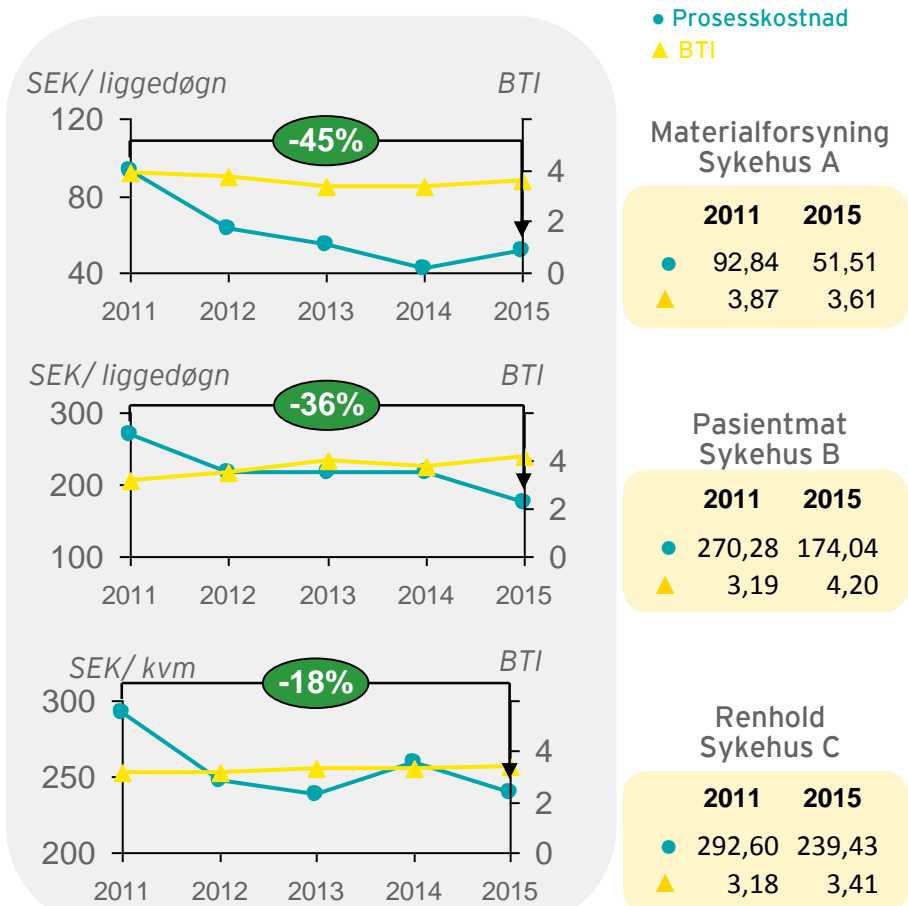 ● Prosesskostnad
▲ BTI
SEK/ liggedøgn BTI
-45%
120
80
40
4
2
0
2011 2012 2013 2014 2015
Materialforsyning
Sykehus A
2011 2015
● 92,84 51,51
▲ 3,87 3,61
SEK/ liggedøgn BTI
-36%
300
200
100
4
2
0
2011 2012 2013 2014 2015
Pasientmat
Sykehus B
2011 2015
● 270,28 174,04
▲ 3,19 4,20
SEK/ kvm BTI
-18%
300
250
200
4
2
0
2011 2012 2013 2014 2015
Renhold
Sykehus C
2011 2015
● 292,60 239,43
▲ 3,18 3,41